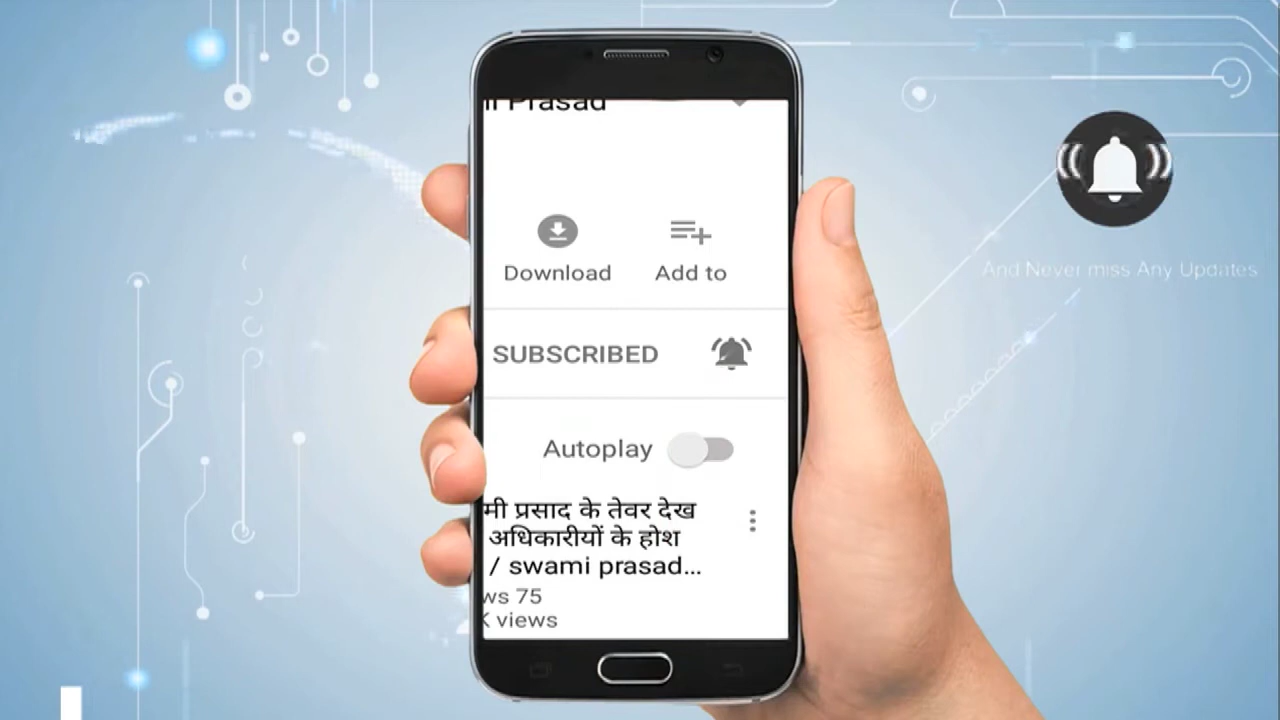 Prasad
Download
Add to
And Never miss Any Updates
SUBSCRIBED
Autoplay
मी प्रसाद के तेवर देख
अधिकारीयों के होश
/ swami prasad...
ws 75
K views